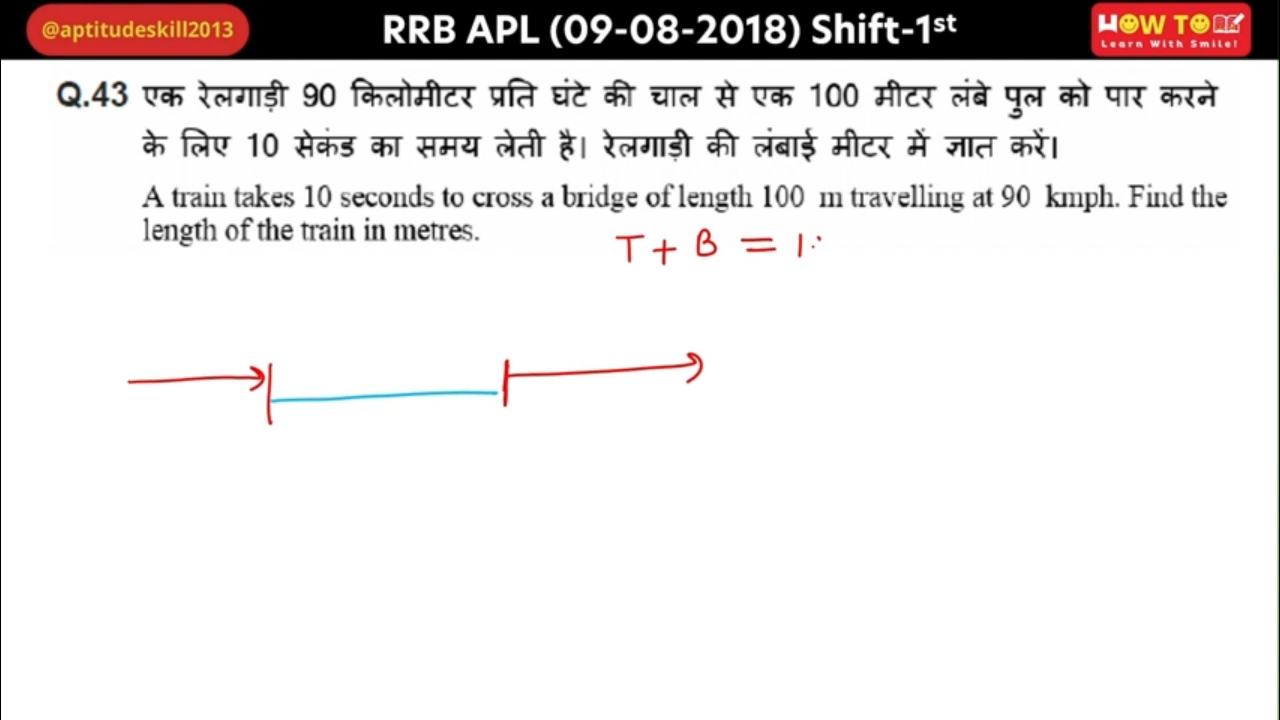 @aptitudeskill2013
RRB APL (09-08-2018) Shift-1st
HOW TO
Learn With Smile!
Q.43 एक रेलगाड़ी 90 किलोमीटर प्रति घंटे की चाल से एक 100 मीटर लंबे पुल को पार करने
के लिए 10 सेकंड का समय लेती है। रेलगाड़ी की लंबाई मीटर में ज्ञात करें।
A train takes 10 seconds to cross a bridge of length 100 m travelling at 90 kmph. Find the
length of the train in metres.
T + B =